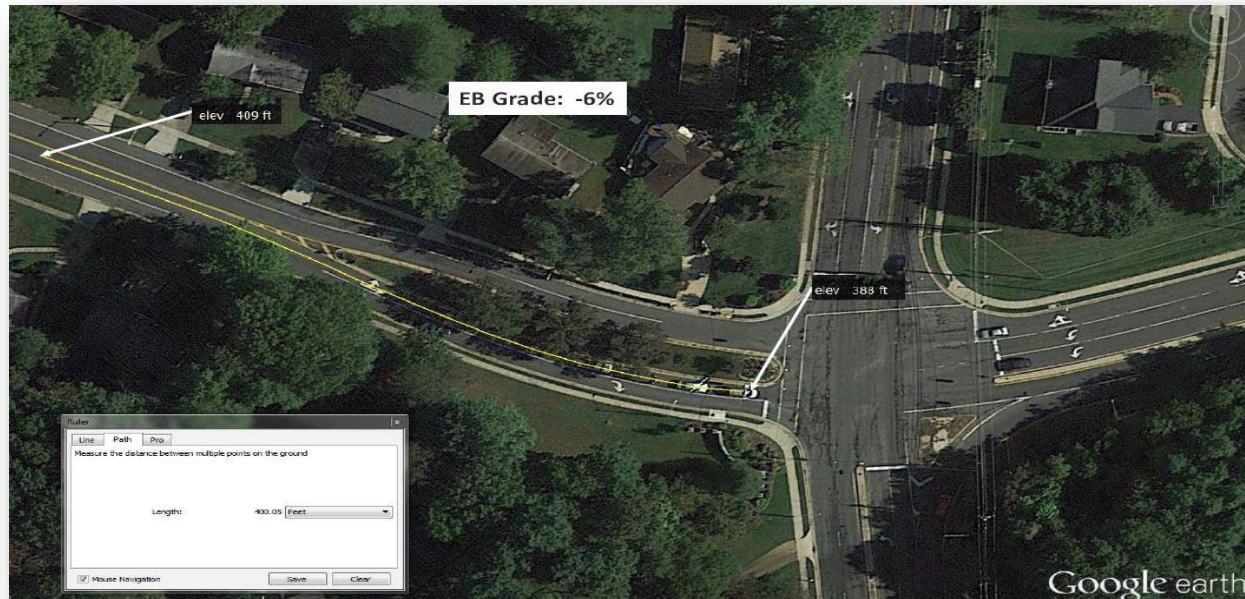 EB Grade: -6%
elev 409 ft
elev 388 ft
Ruler
Line Path Pro
Measure the distance between multiple points on the ground
Length: 400.05 Feet
Mouse Navigation Save Clear
Google earth